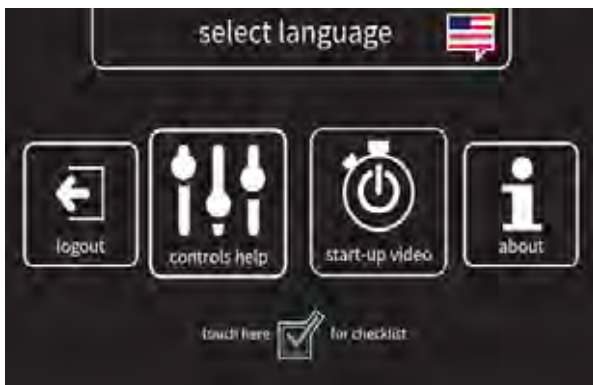 select language
logout
controls help
start-up video
about
touch here for checklist